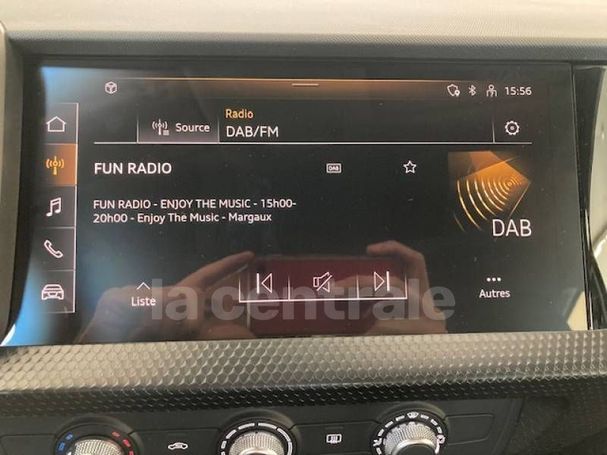 15:56
Radio
Source DAB/FM
FUN RADIO DAB
FUN RADIO - ENJOY THE MUSIC - 15h00-
20h00 - Enjoy The Music - Margaux
DAB
Liste
Autres
la centrale